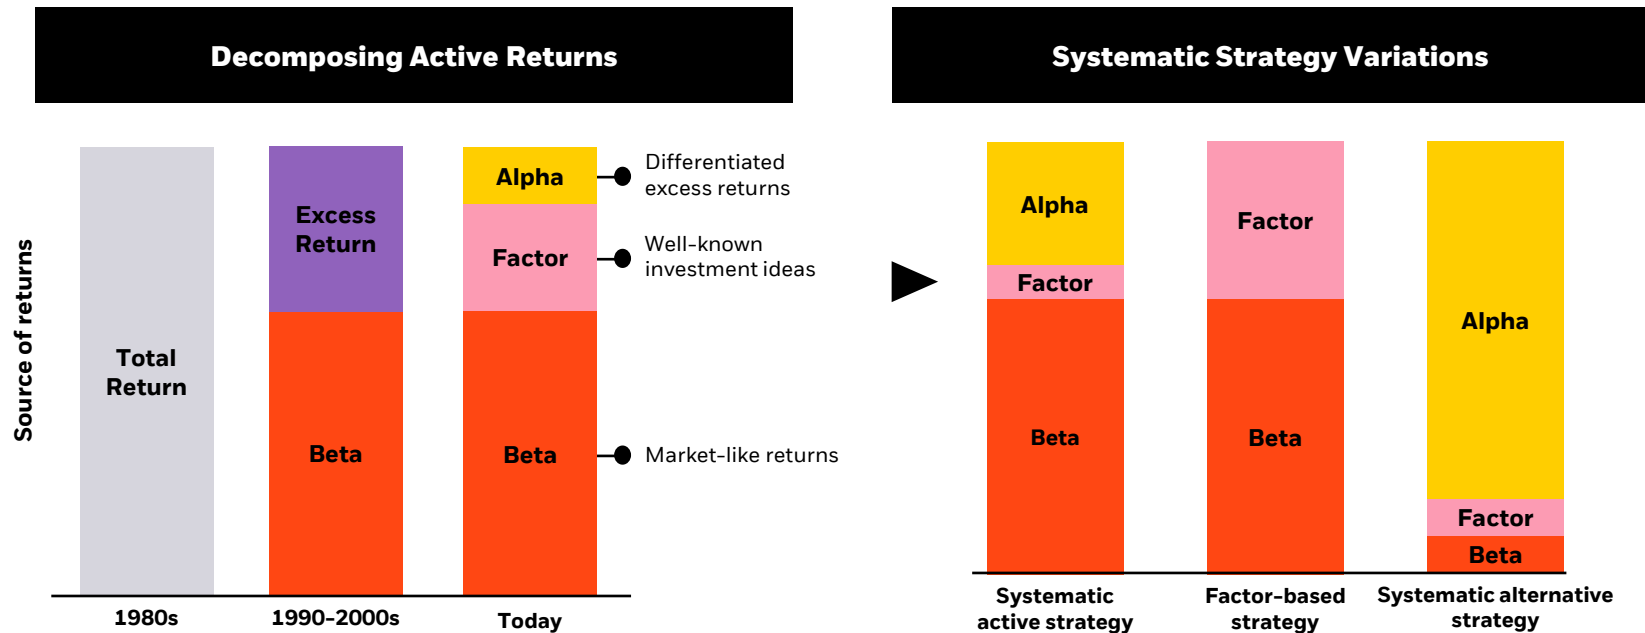 Decomposing Active Returns
Source of returns
Total
Return
Excess
Return
Beta
Alpha
Factor
Beta
Differentiated
excess returns
Well-known
investment ideas
Market-like returns
1980s
1990-2000s
Today
Systematic Strategy Variations
Alpha
Factor
Beta
Factor
Beta
Alpha
Factor
Beta
Systematic
active strategy
Factor-based
strategy
Systematic alternative
strategy